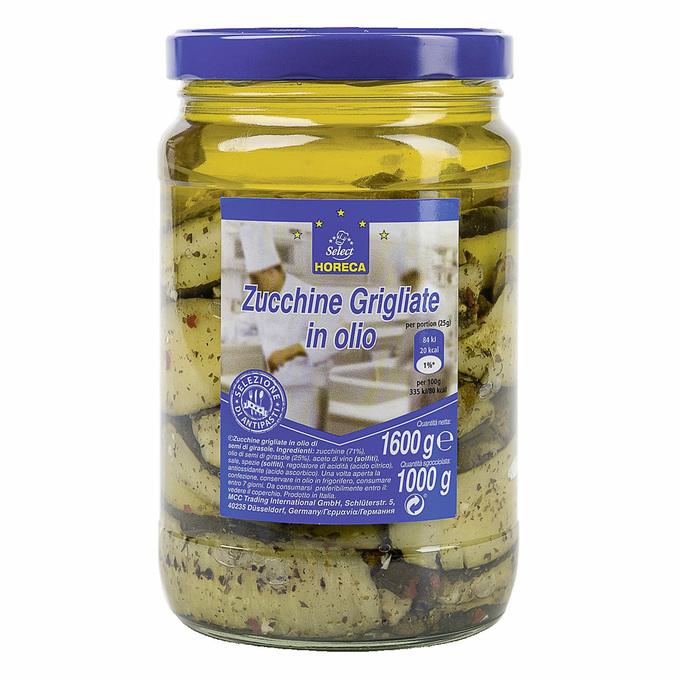 Select
HORECA
Zucchine Grigliate
in olio
per portion (25g)
84 kJ
20 kcal
1%*
per 100g
335 kJ/80 kcal
SELEZIONE
DI ANTIPASTI
Quantità netta:
1600 g e
Quantità sgocciolata:
1000 g
Zucchine grigliate in olio di
semi di girasole. Ingredienti: zucchine (71%),
olio di semi di girasole (25%), aceto di vino (solfiti),
sale, spezie (solfiti), regolatore di acidità (acido citrico),
antiossidante (acido ascorbico). Una volta aperta la
confezione, conservare in olio in frigorifero, consumare
entro 7 giorni. Da consumarsi preferibilmente entro il:
vedere il coperchio. Prodotto in Italia.
MCC Trading International GmbH, Schlüterstr. 5,
40235 Düsseldorf, Germany/Γερμανία/Германия